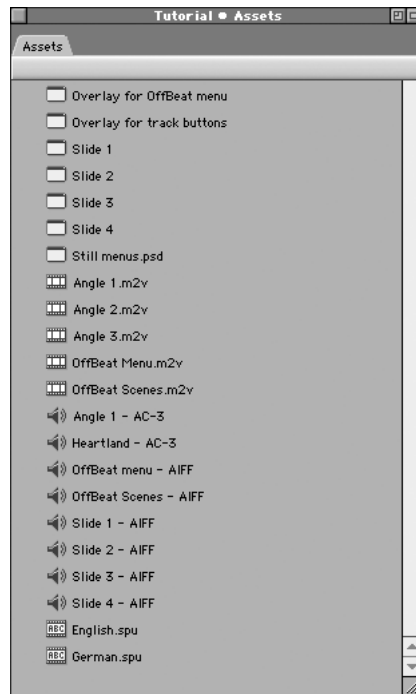 Tutorial • Assets
Assets
Overlay for OffBeat menu
Overlay for track buttons
Slide 1
Slide 2
Slide 3
Slide 4
Still menus.psd
Angle 1.m2v
Angle 2.m2v
Angle 3.m2v
OffBeat Menu.m2v
OffBeat Scenes.m2v
Angle 1 - AC-3
Heartland - AC-3
OffBeat menu - AIFF
OffBeat Scenes - AIFF
Slide 1 - AIFF
Slide 2 - AIFF
Slide 3 - AIFF
Slide 4 - AIFF
ABC English.spu
ABC German.spu